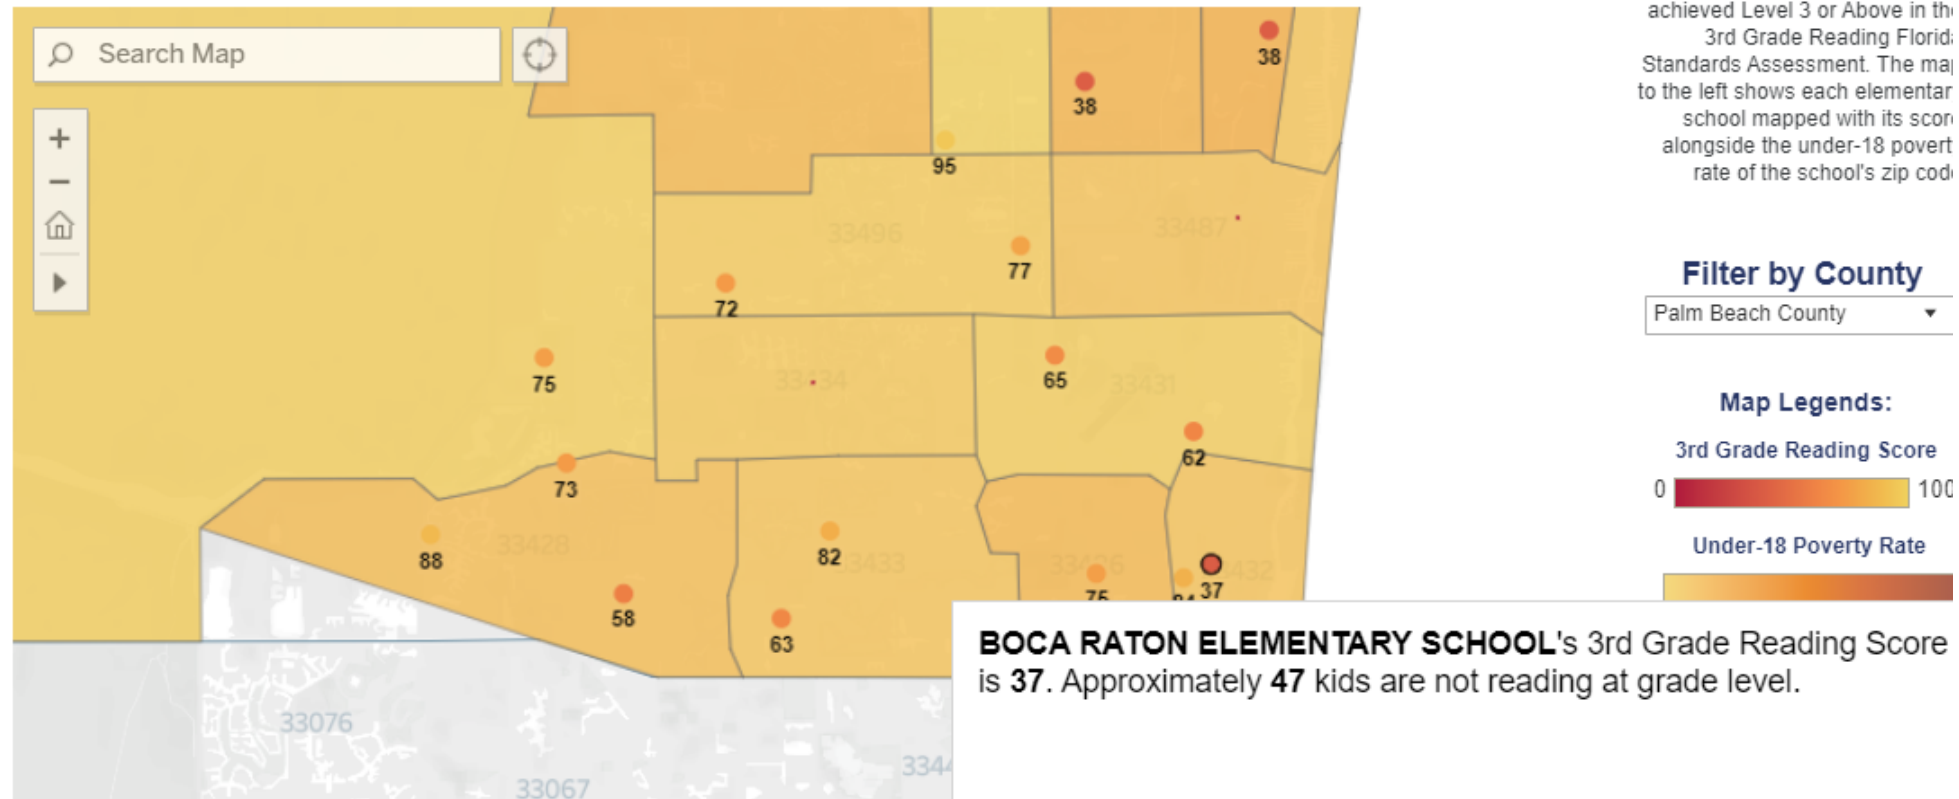 Search Map
achieved Level 3 or Above in the
3rd Grade Reading Florida
Standards Assessment. The map
to the left shows each elementary
school mapped with its score
alongside the under-18 poverty
rate of the school's zip code
38
38
95
33496
33487
77
72
Filter by County
Palm Beach County
75
65
33431
62
Map Legends:
3rd Grade Reading Score
0
100
73
88
33428
82
33433
75
37
58
63
Under-18 Poverty Rate
BOCA RATON ELEMENTARY SCHOOL's 3rd Grade Reading Score
is 37. Approximately 47 kids are not reading at grade level.
33076
33067